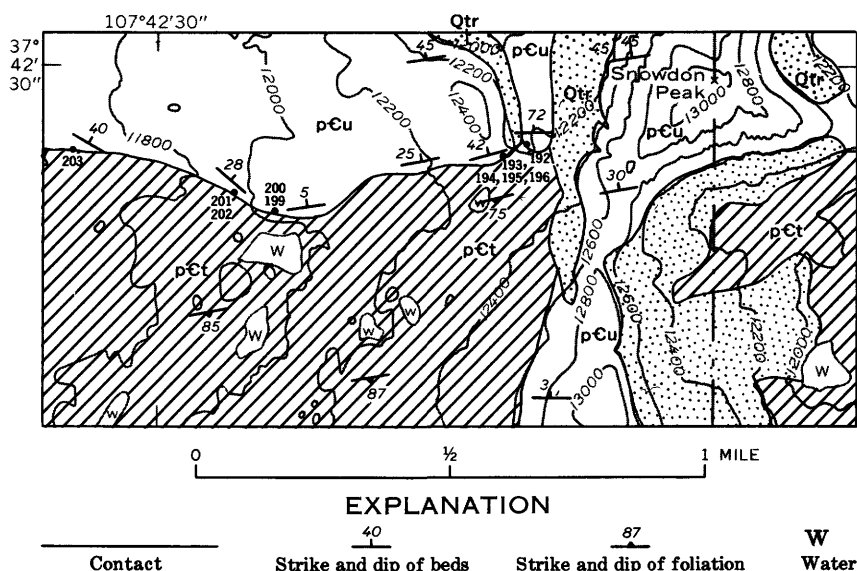 107°42'30"
Qtr
37°
42'
30"
45
12000
12200
p€u
45
45
12200
12000
12200
Snowdon
Peak
12800
Qtr
Qtr
13000
12400
12200
p€u
72
p€u
11800
40
203
28
25
42
192
193,
194, 195, 196
201
202
200
199
5
W
75
30
p€t
p€t
W
p€t
12600
12400
85
W
W
W
12800
12600
p€u
12400
12200
12000
W
87
W
3
13000
0 ½ 1 MILE
EXPLANATION
40 87 W
Contact Strike and dip of beds Strike and dip of foliation Water